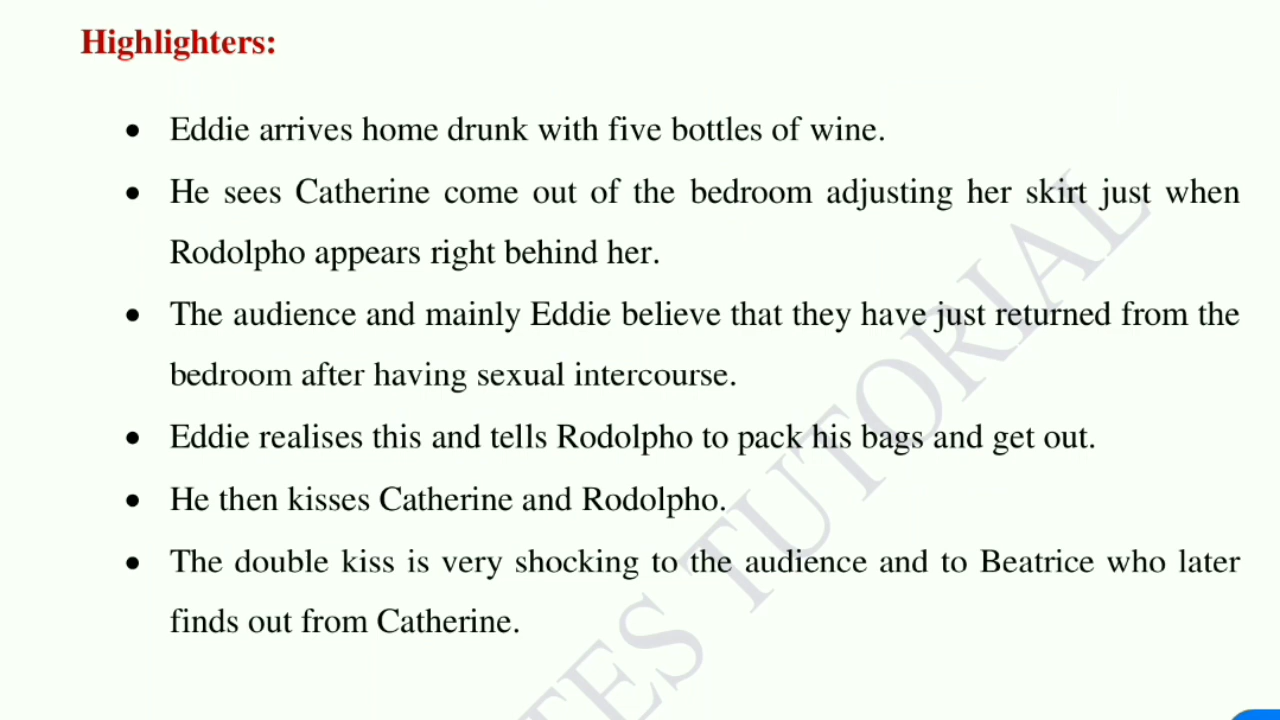 Highlighters:
• Eddie arrives home drunk with five bottles of wine.
• He sees Catherine come out of the bedroom adjusting her skirt just when
Rodolpho appears right behind her.
• The audience and mainly Eddie believe that they have just returned from the
bedroom after having sexual intercourse.
• Eddie realises this and tells Rodolpho to pack his bags and get out.
• He then kisses Catherine and Rodolpho.
• The double kiss is very shocking to the audience and to Beatrice who later
finds out from Catherine.
TUTORIAL